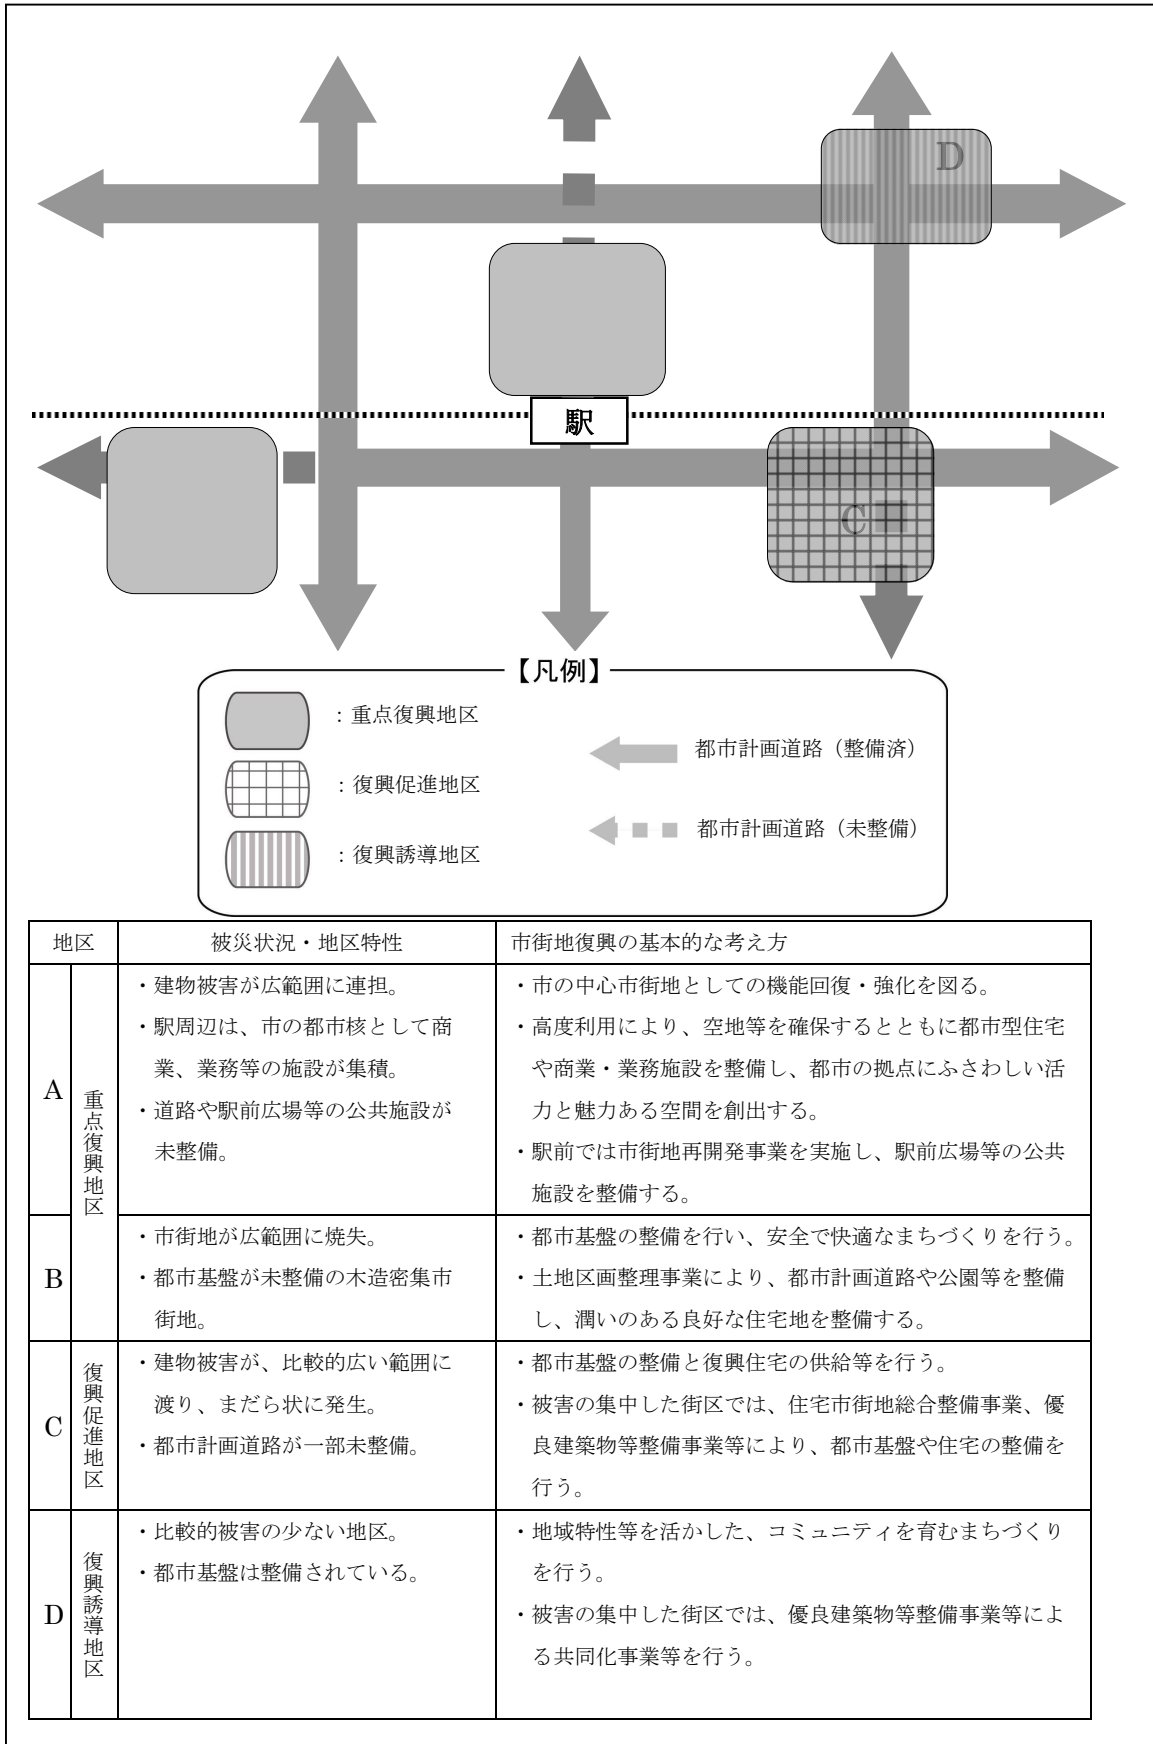 D
駅
C
【凡例】
：重点復興地区
：復興促進地区
：復興誘導地区
都市計画道路（整備済）
都市計画道路（未整備）
地区
被災状況・地区特性
市街地復興の基本的な考え方
A
重点復興地区
・建物被害が広範囲に連担。
・駅周辺は、市の都市核として商
業、業務等の施設が集積。
・道路や駅前広場等の公共施設が
未整備。
・市の中心市街地としての機能回復・強化を図る。
・高度利用により、空地等を確保するとともに都市型住宅
や商業・業務施設を整備し、都市の拠点にふさわしい活
力と魅力ある空間を創出する。
・駅前では市街地再開発事業を実施し、駅前広場等の公共
施設を整備する。
B
・市街地が広範囲に焼失。
・都市基盤が未整備の木造密集市
街地。
・都市基盤の整備を行い、安全で快適なまちづくりを行う。
・土地区画整理事業により、都市計画道路や公園等を整備
し、潤いのある良好な住宅地を整備する。
C
復興促進地区
・建物被害が、比較的広い範囲に
渡り、まだら状に発生。
・都市計画道路が一部未整備。
・都市基盤の整備と復興住宅の供給等を行う。
・被害の集中した街区では、住宅市街地総合整備事業、優
良建築物等整備事業等により、都市基盤や住宅の整備を
行う。
D
復興誘導地区
・比較的被害の少ない地区。
・都市基盤は整備されている。
・地域特性等を活かした、コミュニティを育むまちづくり
を行う。
・被害の集中した街区では、優良建築物等整備事業等によ
る共同化事業等を行う。